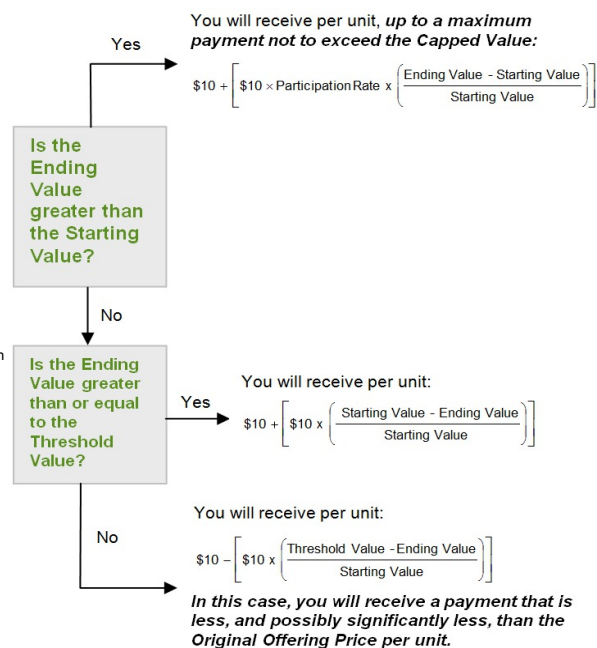 You will receive per unit, up to a maximum
Yes
payment not to exceed the Capped Value:
$10 + [$10 × Participation Rate x (Ending Value - Starting Value / Starting Value)]
Is the
Ending
Value
greater than
the Starting
Value?
No
Is the Ending
Value greater
than or equal
to the
Threshold
Value?
Yes
You will receive per unit:
$10 + [$10 x (Starting Value - Ending Value / Starting Value)]
No
You will receive per unit:
$10 – [$10 x (Threshold Value - Ending Value / Starting Value)]
In this case, you will receive a payment that is
less, and possibly significantly less, than the
Original Offering Price per unit.